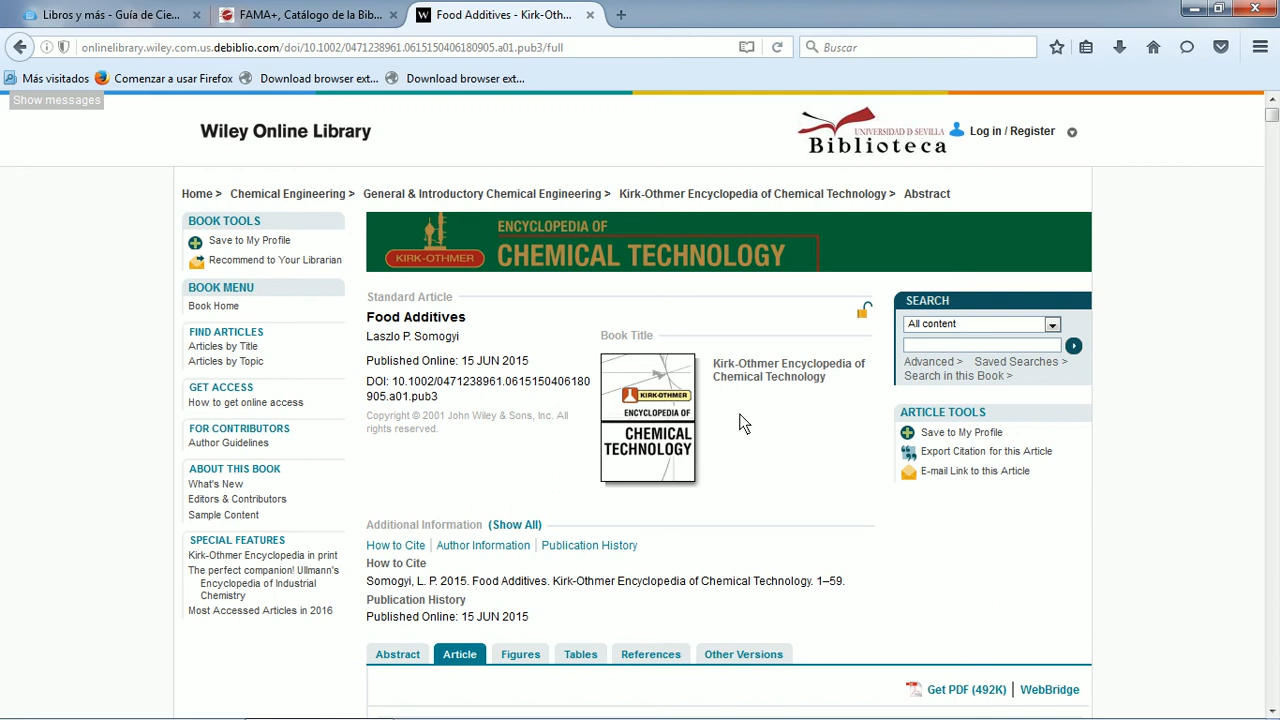 Libros y más - Guía de Cie...
FAMA+, Catálogo de la Bib...
Food Additives - Kirk-Oth...
onlinelibrary.wiley.com.us.debiblio.com/doi/10.1002/0471238961.0615150406180905.a01.pub3/full
Buscar
Más visitados
Comenzar a usar Firefox
Download browser ext...
Download browser ext...
Show messages
Wiley Online Library
UNIVERSIDAD D SEVILLA
Biblioteca
Log in / Register
Home > Chemical Engineering > General & Introductory Chemical Engineering > Kirk-Othmer Encyclopedia of Chemical Technology > Abstract
BOOK TOOLS
Save to My Profile
Recommend to Your Librarian
BOOK MENU
Book Home
FIND ARTICLES
Articles by Title
Articles by Topic
GET ACCESS
How to get online access
FOR CONTRIBUTORS
Author Guidelines
ABOUT THIS BOOK
What's New
Editors & Contributors
Sample Content
SPECIAL FEATURES
Kirk-Othmer Encyclopedia in print
The perfect companion! Ullmann's
Encyclopedia of Industrial
Chemistry
Most Accessed Articles in 2016
KIRK-OTHMER
ENCYCLOPEDIA OF
CHEMICAL TECHNOLOGY
Standard Article
Food Additives
Laszlo P. Somogyi
Published Online: 15 JUN 2015
DOI: 10.1002/0471238961.0615150406180
905.a01.pub3
Copyright © 2001 John Wiley & Sons, Inc. All
rights reserved.
Book Title
KIRK-OTHMER
ENCYCLOPEDIA OF
CHEMICAL
TECHNOLOGY
Kirk-Othmer Encyclopedia of
Chemical Technology
Additional Information (Show All)
How to Cite | Author Information | Publication History
How to Cite
Somogyi, L. P. 2015. Food Additives. Kirk-Othmer Encyclopedia of Chemical Technology. 1–59.
Publication History
Published Online: 15 JUN 2015
Abstract
Article
Figures
Tables
References
Other Versions
Get PDF (492K) | WebBridge
SEARCH
All content
Advanced > Saved Searches >
Search in this Book >
ARTICLE TOOLS
Save to My Profile
Export Citation for this Article
E-mail Link to this Article